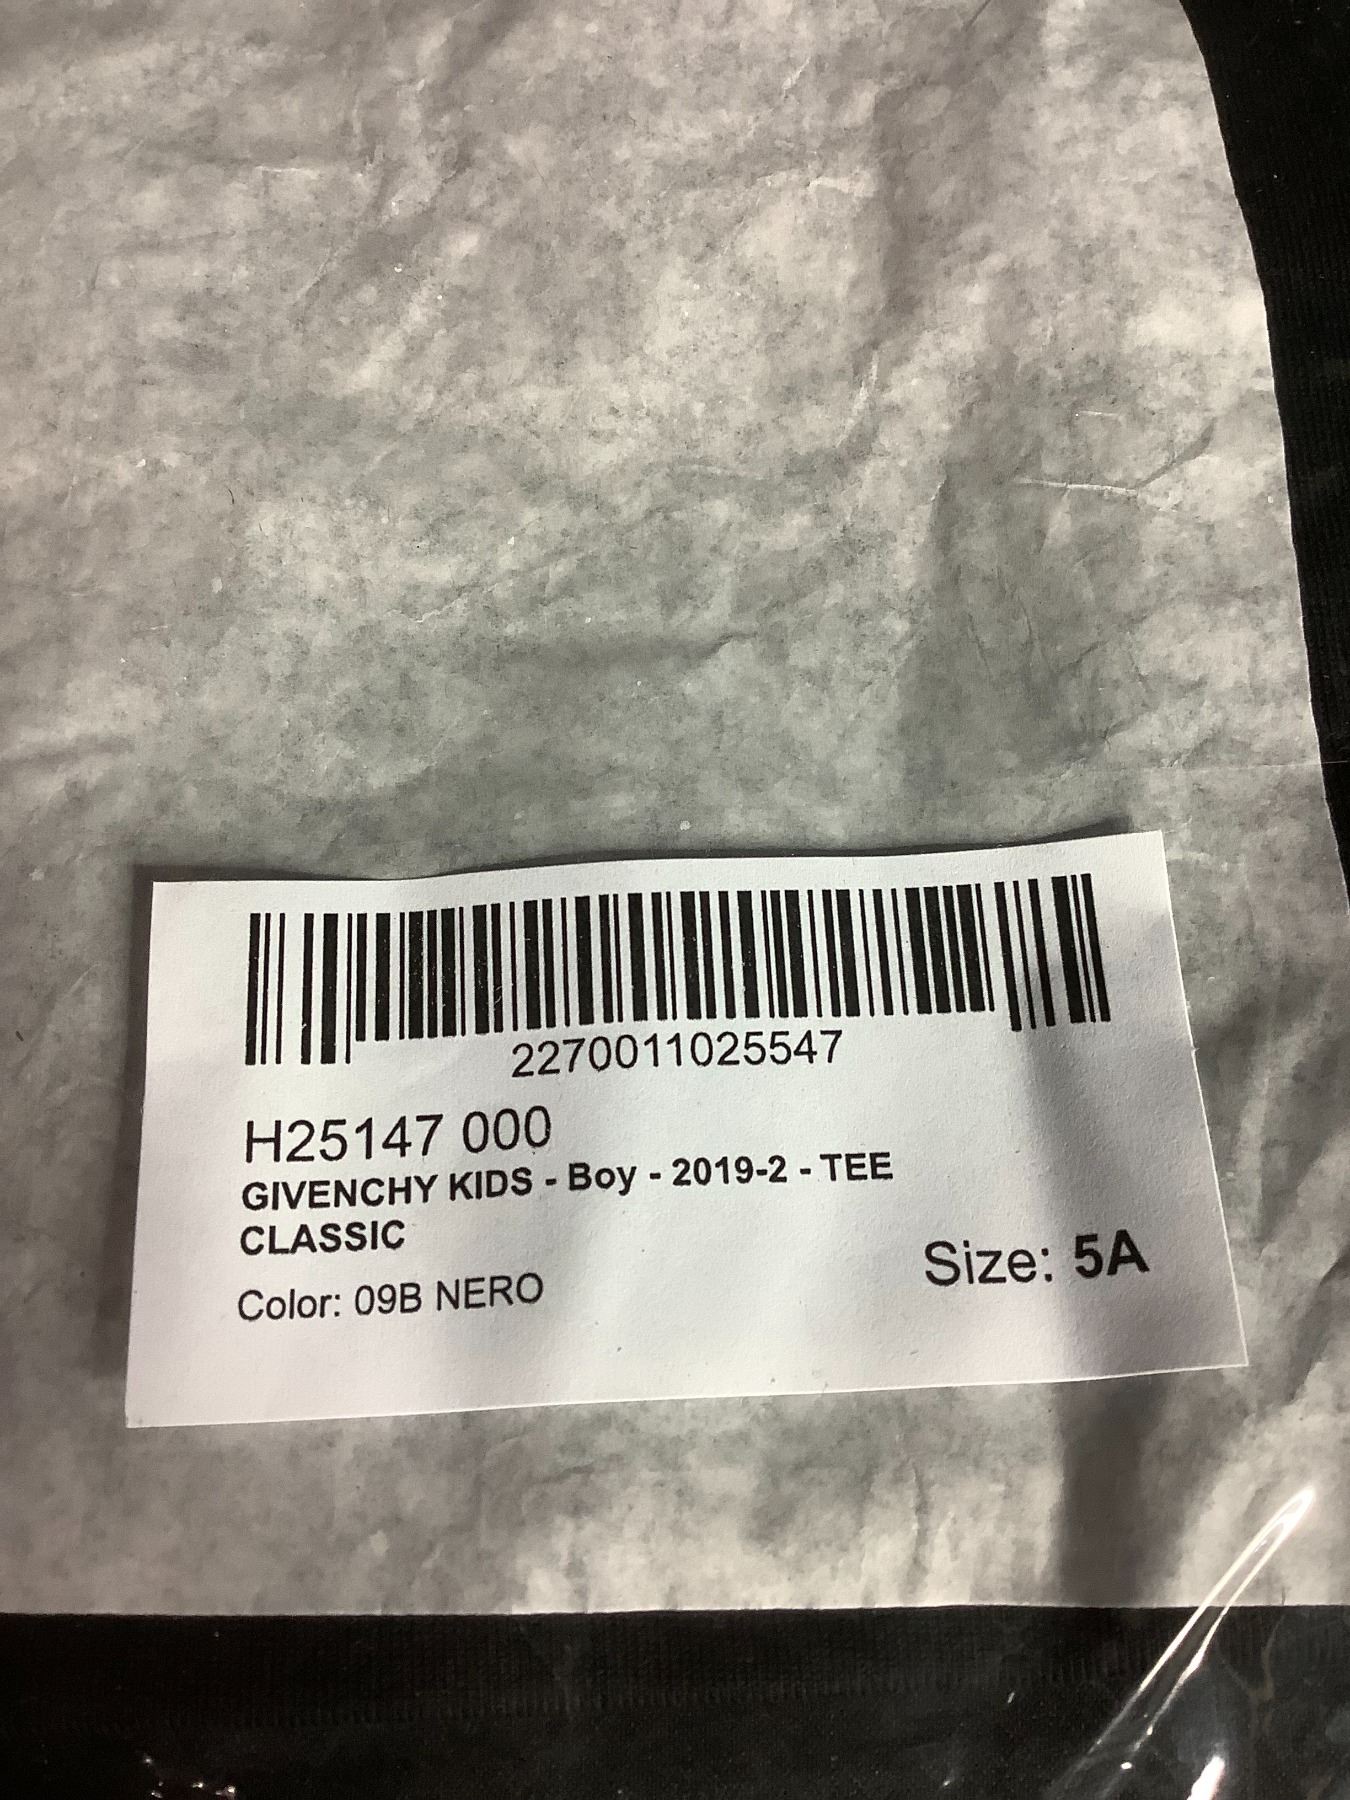 2270011025547
H25147 000
GIVENCHY KIDS - Boy - 2019-2 - TEE
CLASSIC
Color: 09B NERO
Size: 5A